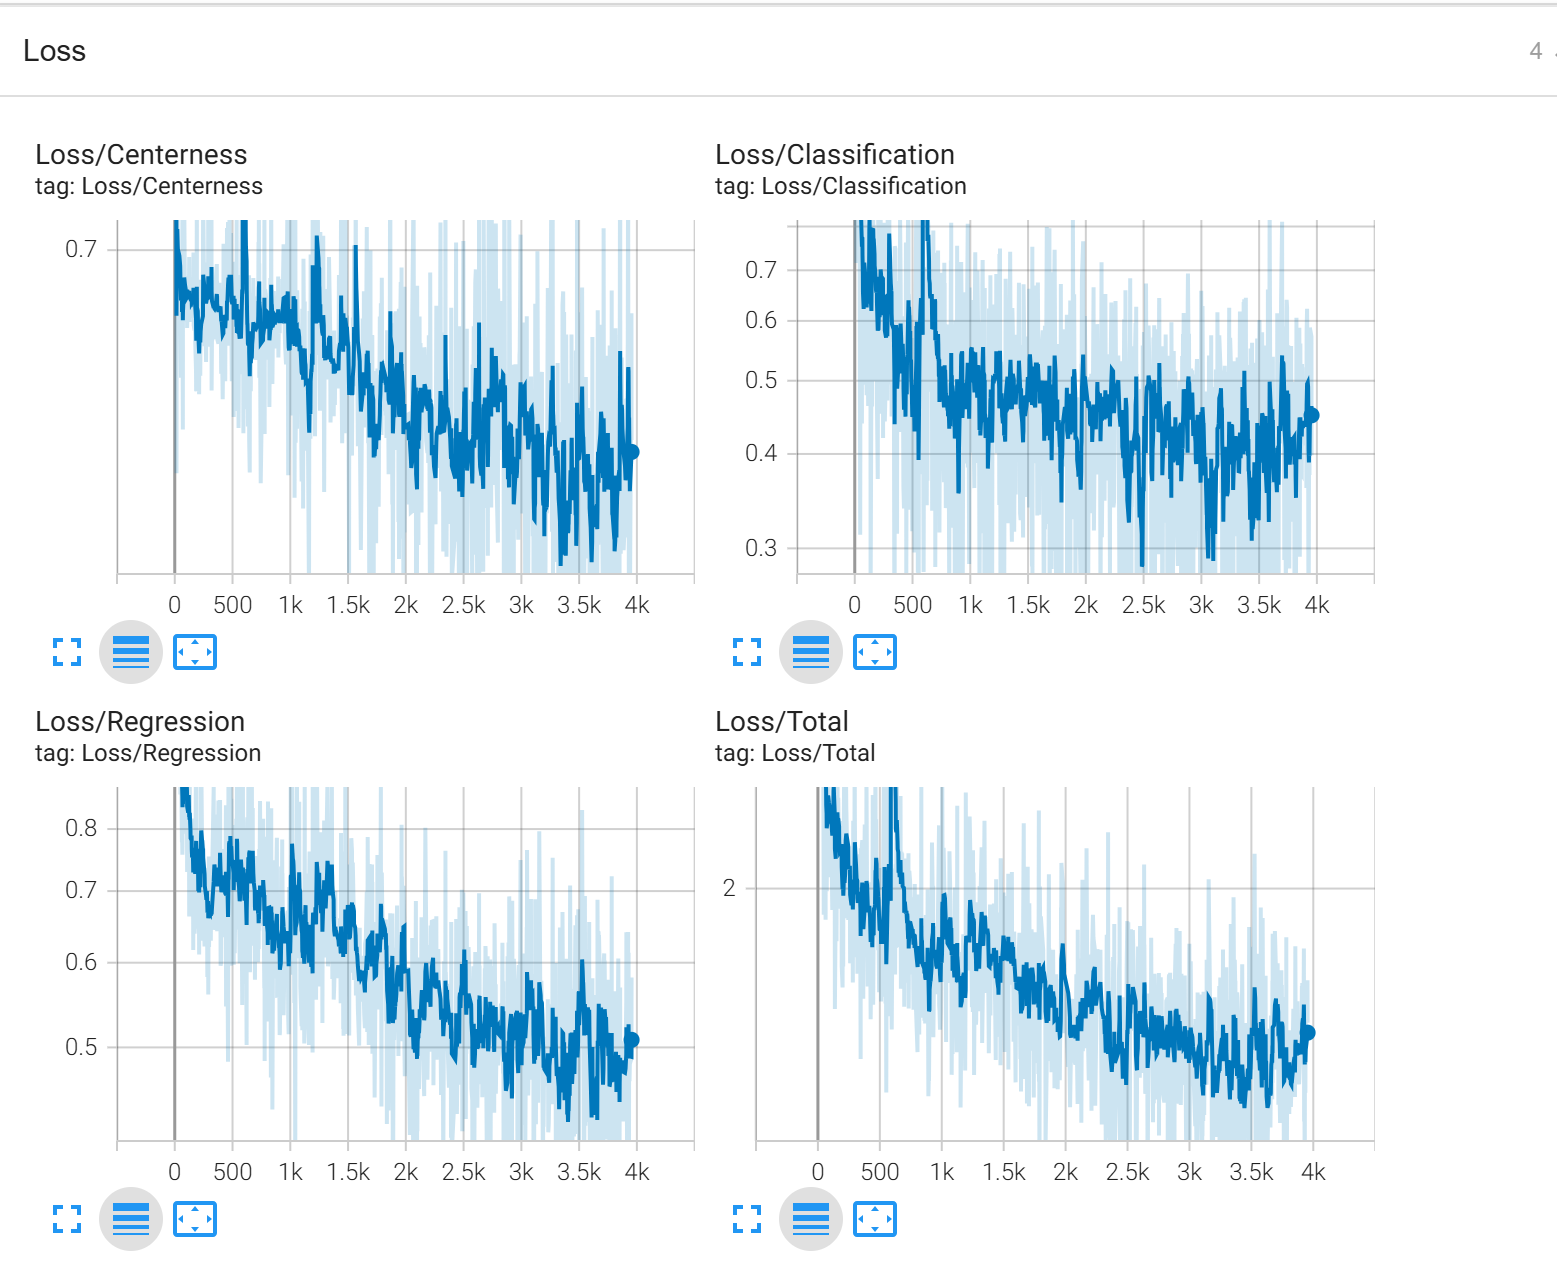 Loss
4
Loss/Centerness
tag: Loss/Centerness
0.7
0 500 1k 1.5k 2k 2.5k 3k 3.5k 4k
Loss/Classification
tag: Loss/Classification
0.7
0.6
0.5
0.4
0.3
0 500 1k 1.5k 2k 2.5k 3k 3.5k 4k
Loss/Regression
tag: Loss/Regression
0.8
0.7
0.6
0.5
0 500 1k 1.5k 2k 2.5k 3k 3.5k 4k
Loss/Total
tag: Loss/Total
2
0 500 1k 1.5k 2k 2.5k 3k 3.5k 4k